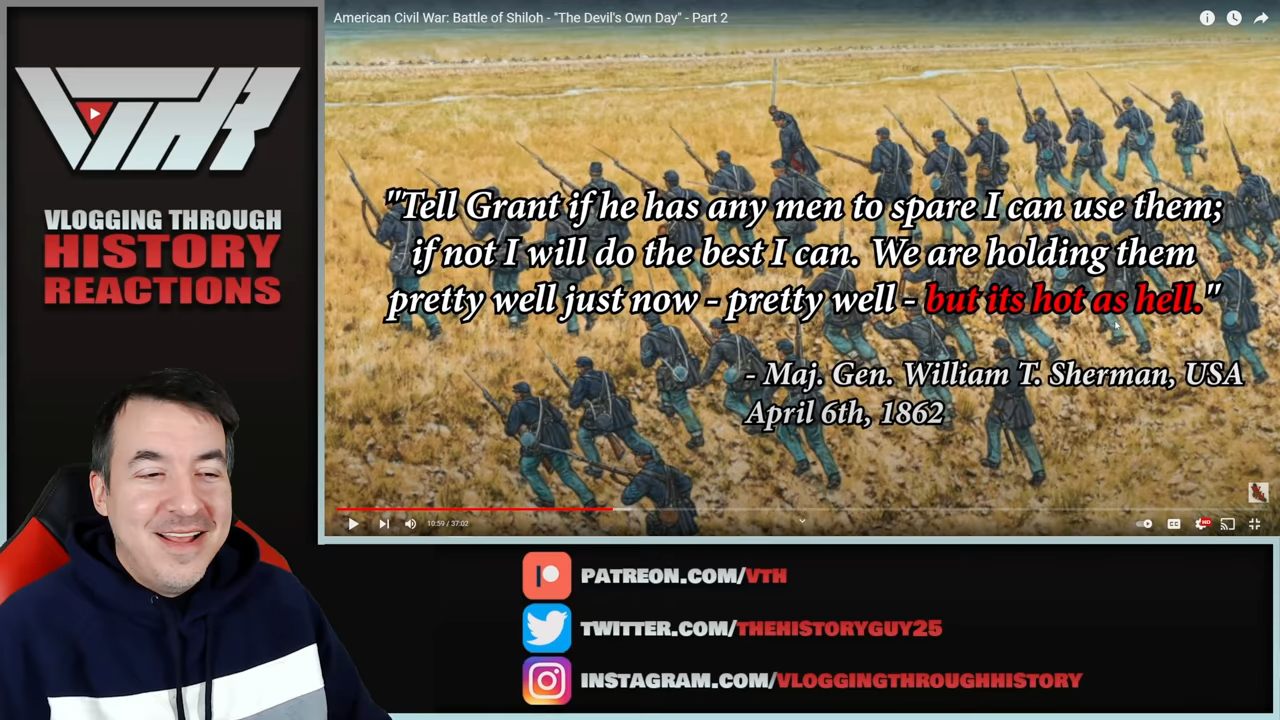 American Civil War: Battle of Shiloh - "The Devil's Own Day" - Part 2
VTHR
VLOGGING THROUGH
HISTORY
REACTIONS
"Tell Grant if he has any men to spare I can use them;
if not I will do the best I can. We are holding them
pretty well just now - pretty well - but its hot as hell."
- Maj. Gen. William T. Sherman, USA
April 6th, 1862
10:59 / 37:02
CC
HD
PATREON.COM/VTH
TWITTER.COM/THEHISTORYGUY25
INSTAGRAM.COM/VLOGGINGTHROUGHHISTORY